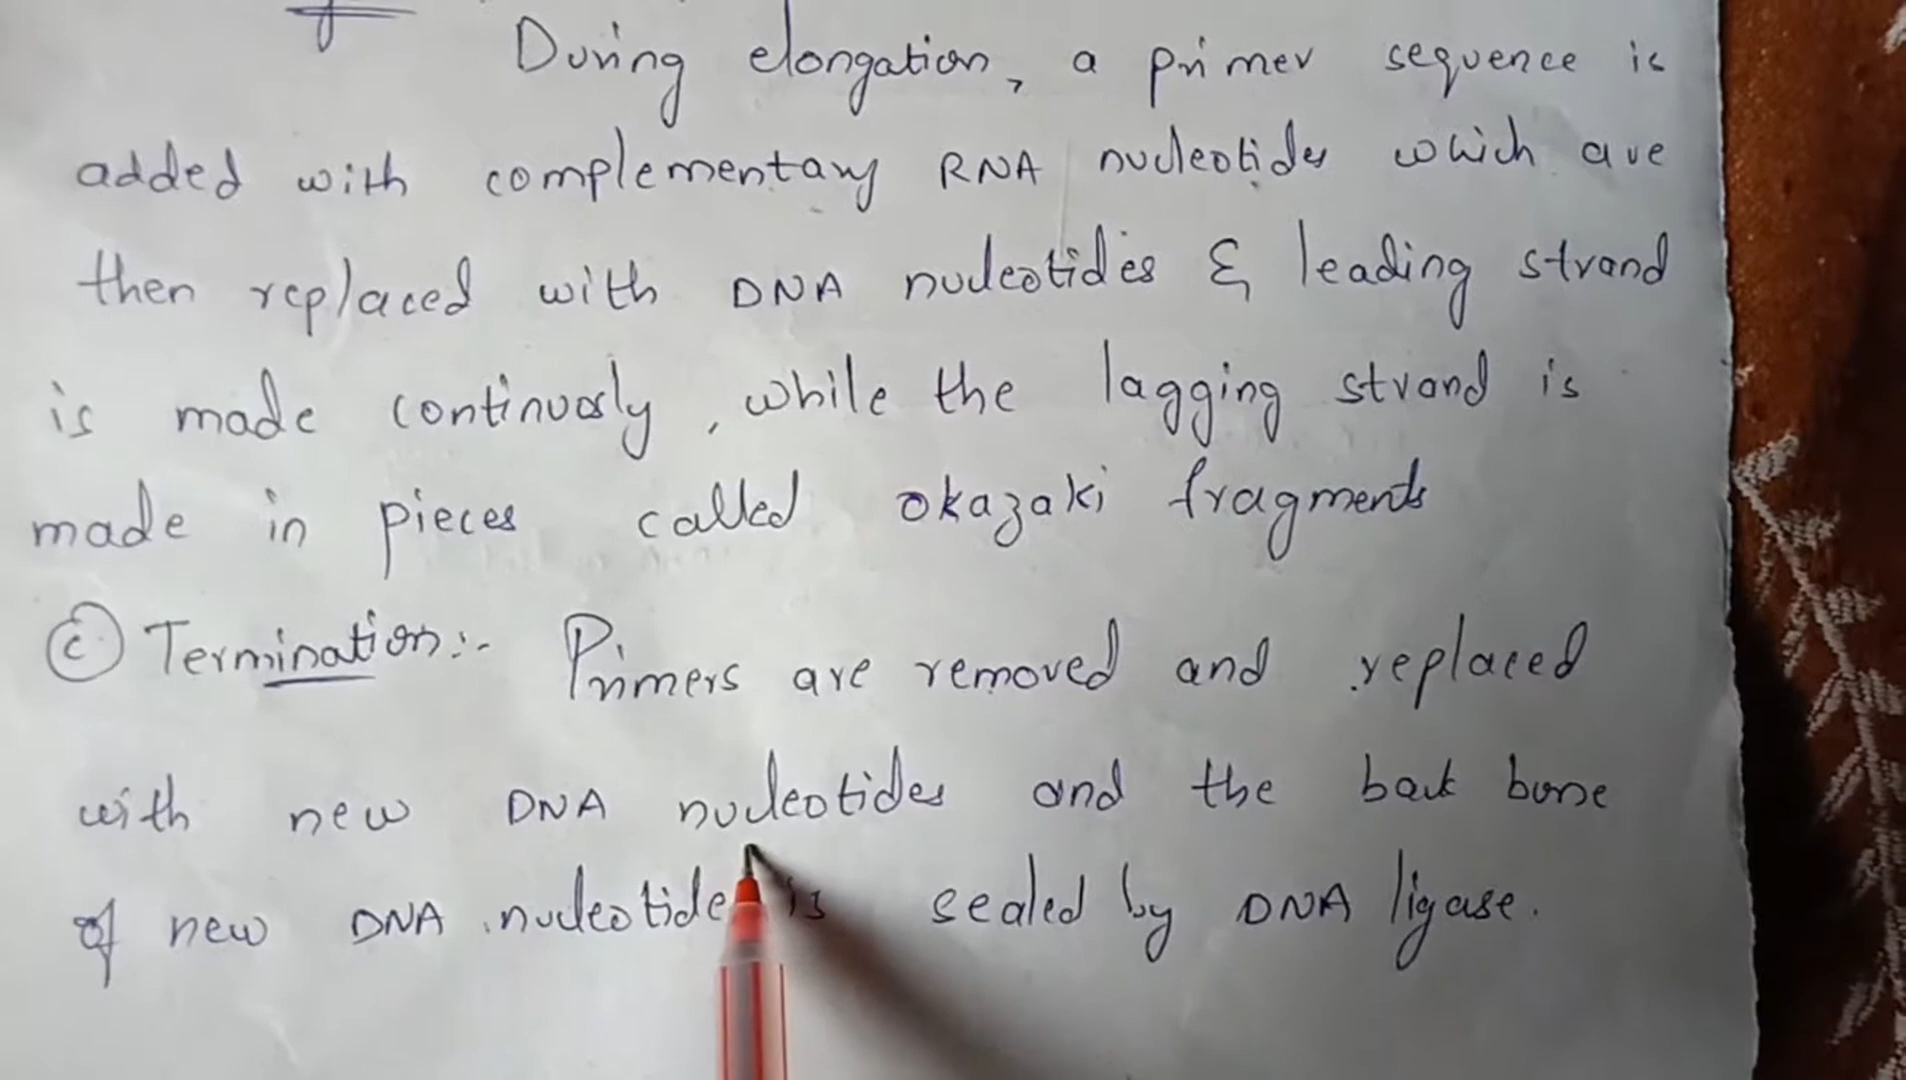 During elongation, a primer sequence is
added with complementary RNA nucleotides which are
then replaced with DNA nucleotides & leading strand
is made continuosly, while the lagging strand is
made in pieces called okazaki fragments
c Termination:- Primers are removed and replaced
with new DNA nucleotides and the back bone
of new DNA nucleotide is sealed by DNA ligase.